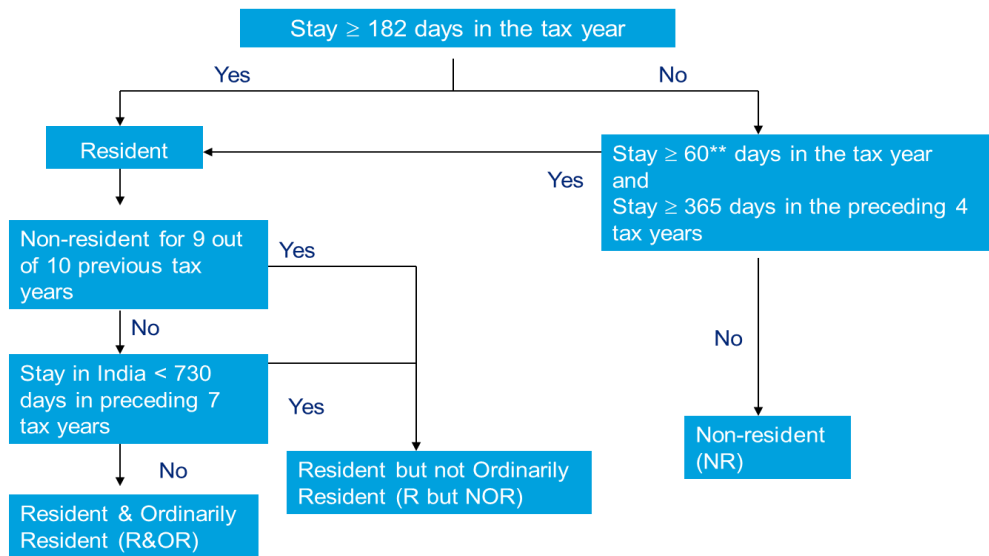 Stay ≥ 182 days in the tax year
Yes
No
Resident
Stay ≥ 60** days in the tax year
and
Stay ≥ 365 days in the preceding 4
tax years
Yes
Non-resident for 9 out
of 10 previous tax
years
Yes
No
No
Stay in India < 730
days in preceding 7
tax years
Yes
Non-resident
(NR)
No
Resident but not Ordinarily
Resident (R but NOR)
Resident & Ordinarily
Resident (R&OR)